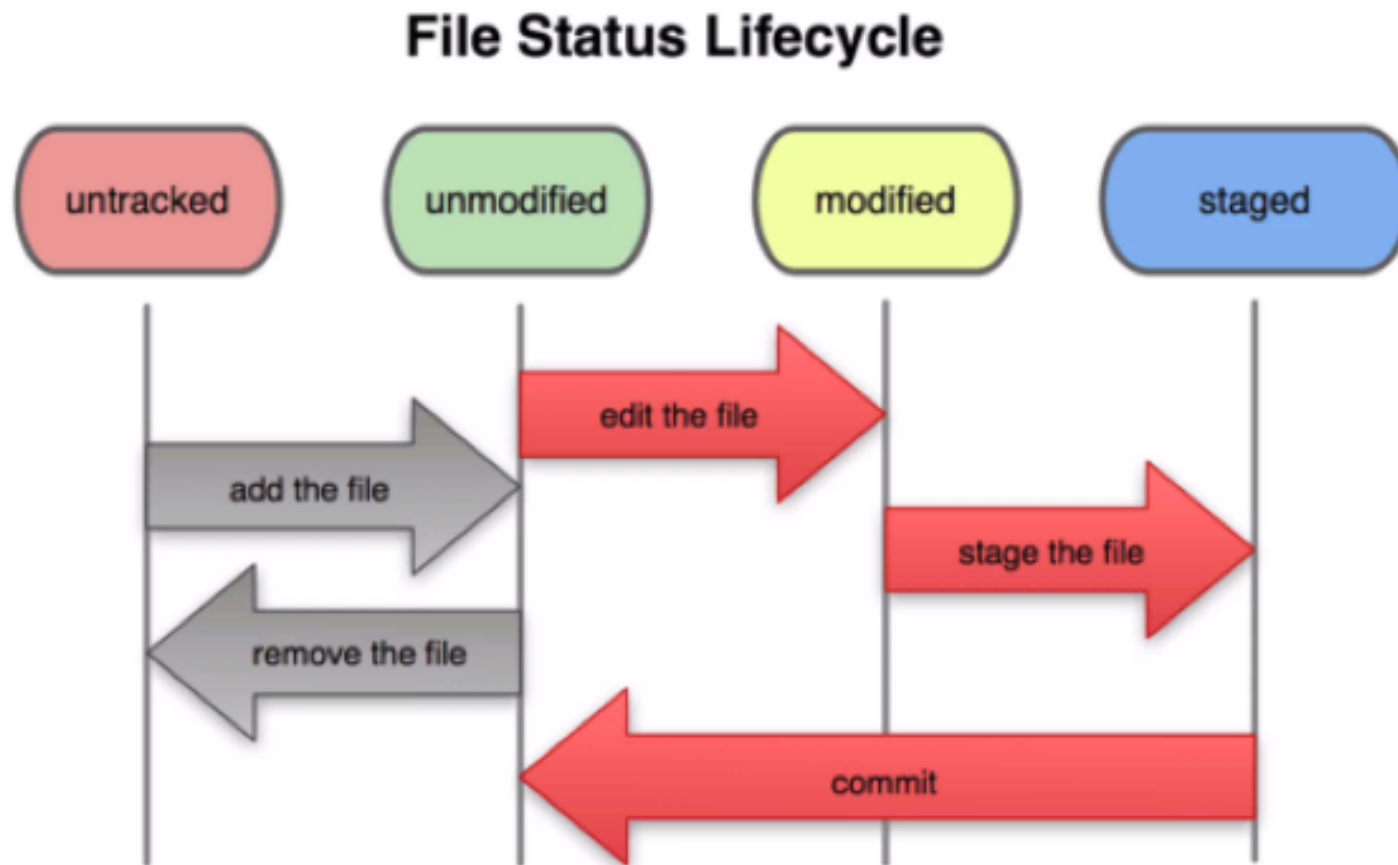 File Status Lifecycle
untracked
unmodified
modified
staged
edit the file
add the file
stage the file
remove the file
commit